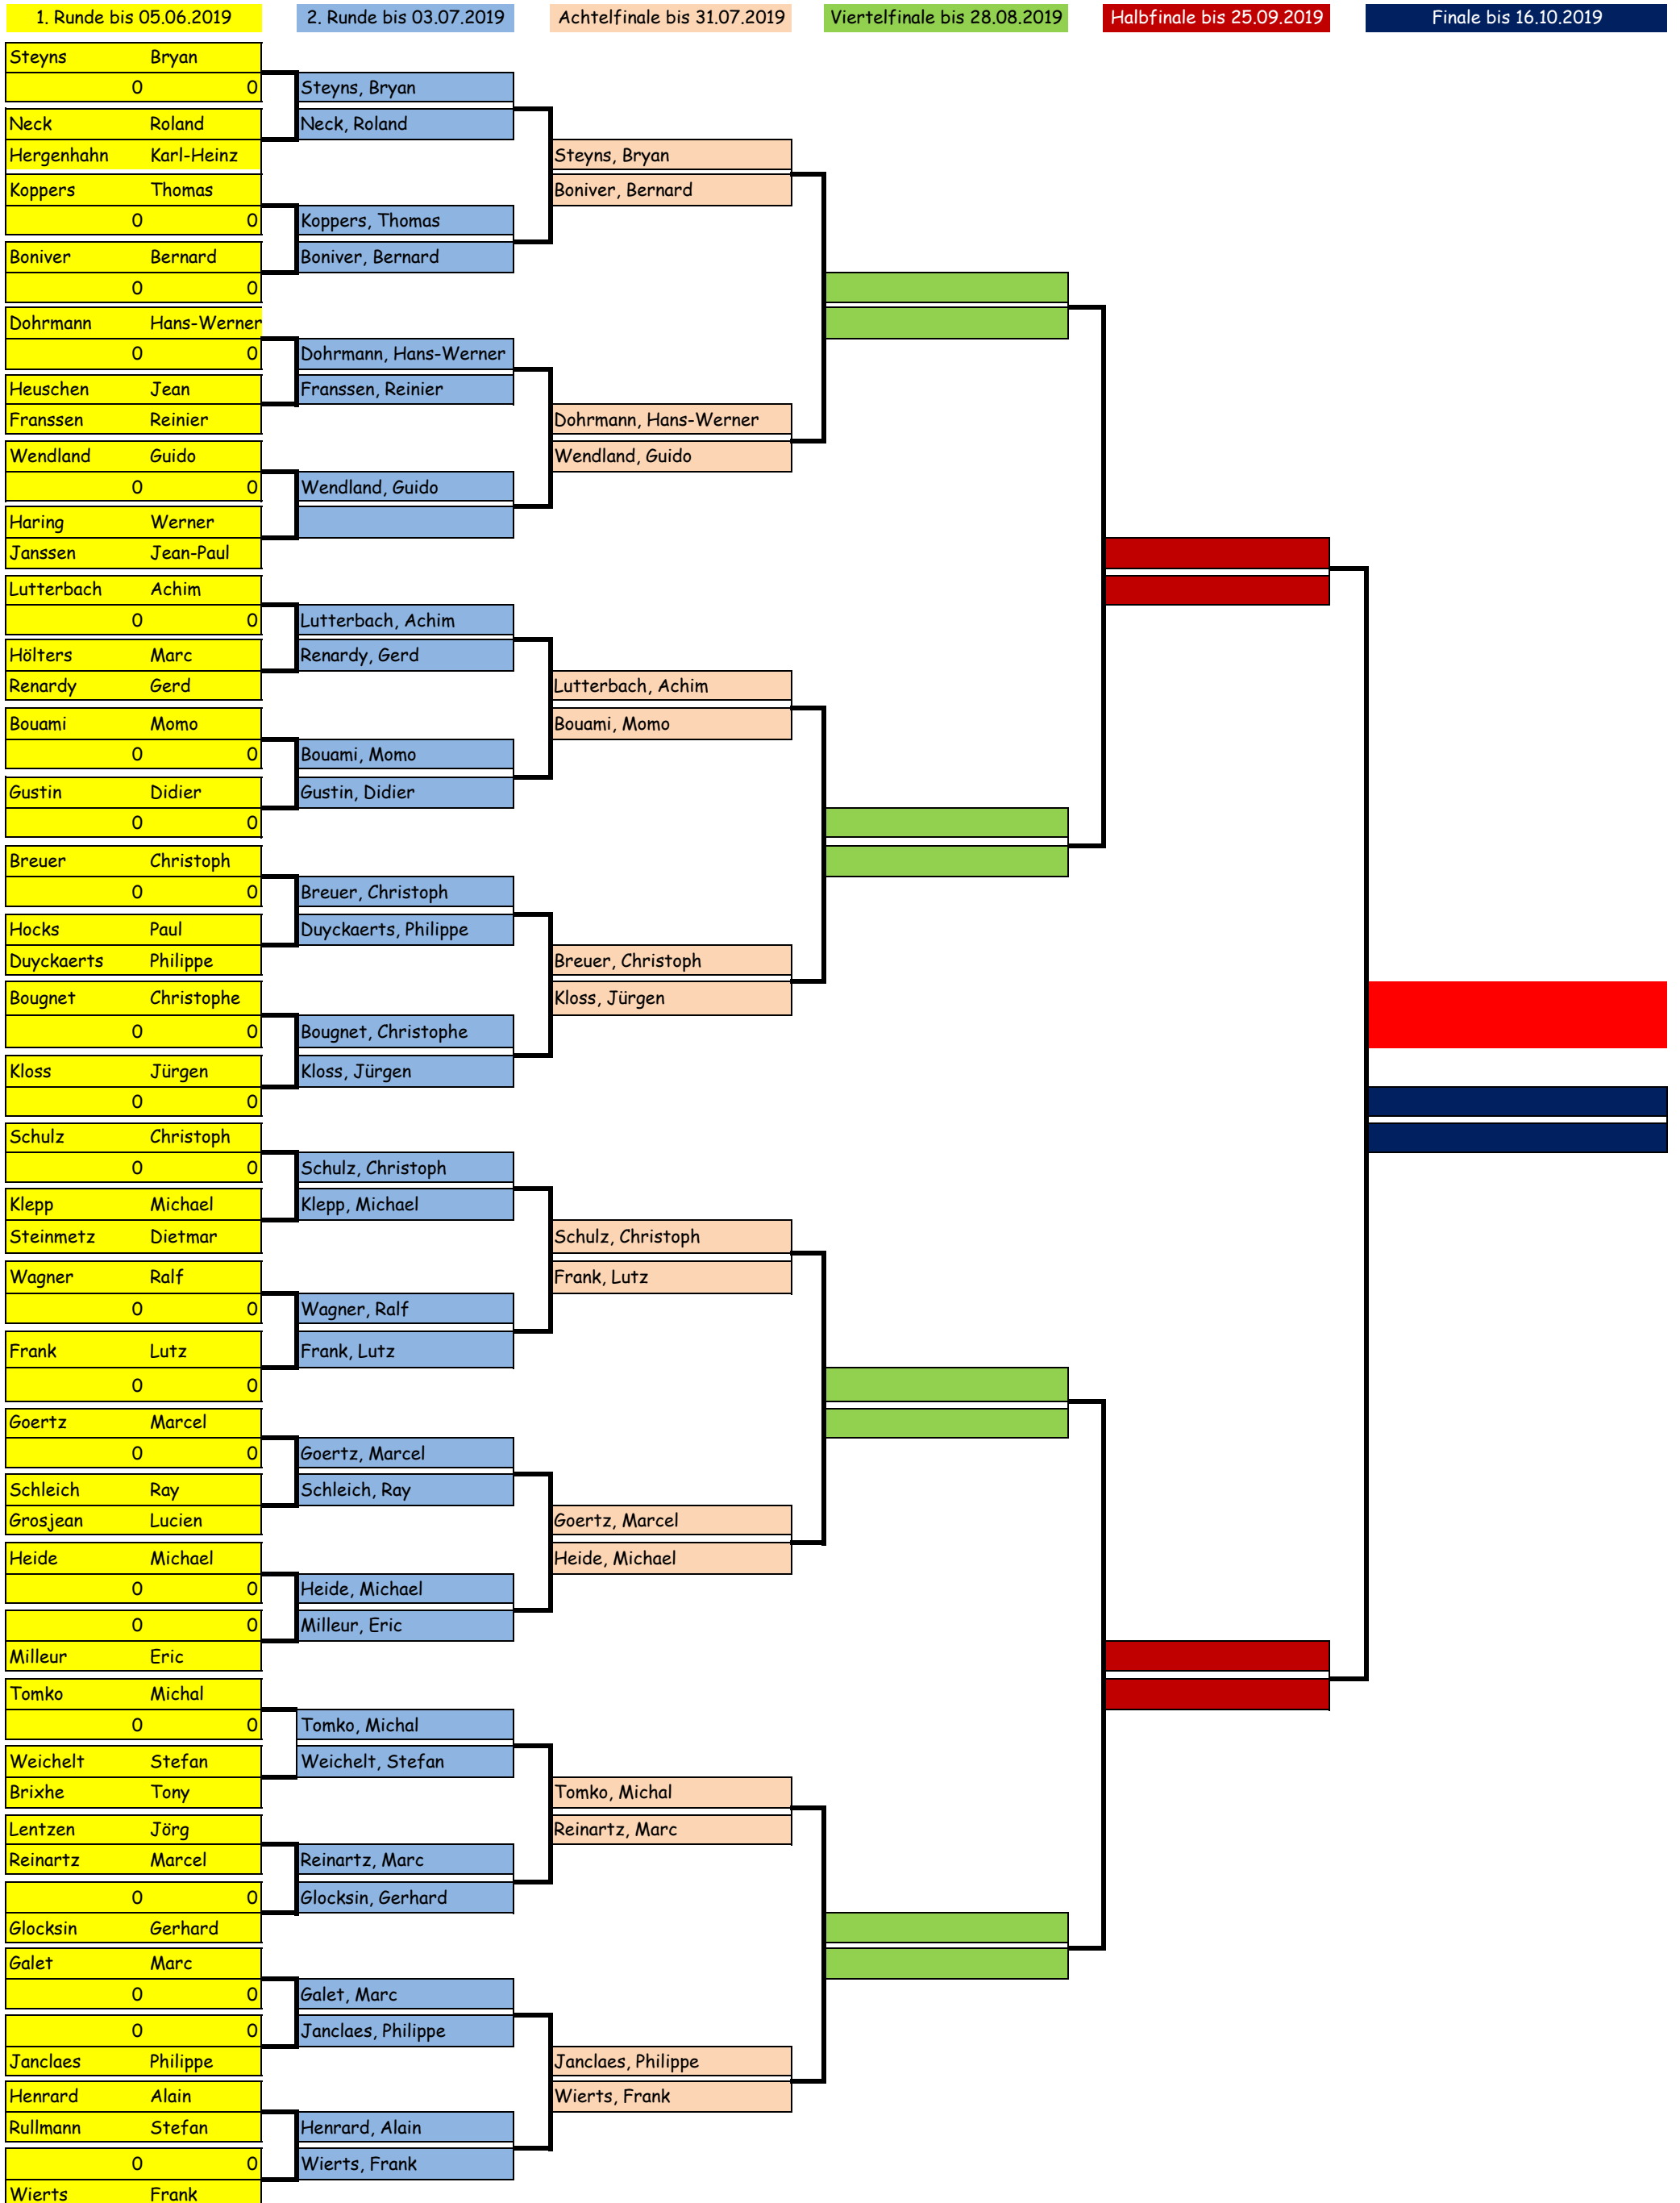 1. Runde bis 05.06.2019 2. Runde bis 03.07.2019 Achtelfinale bis 31.07.2019 Viertelfinale bis 28.08.2019 Halbfinale bis 25.09.2019 Finale bis 16.10.2019
Steyns Bryan
0 0 Steyns, Bryan
Neck Roland Neck, Roland
Hergenhahn Karl-Heinz Steyns, Bryan
Koppers Thomas Boniver, Bernard
0 0 Koppers, Thomas
Boniver Bernard Boniver, Bernard
0 0
Dohrmann Hans-Werner
0 0 Dohrmann, Hans-Werner
Heuschen Jean Franssen, Reinier
Franssen Reinier Dohrmann, Hans-Werner
Wendland Guido Wendland, Guido
0 0 Wendland, Guido
Haring Werner
Janssen Jean-Paul
Lutterbach Achim
0 0 Lutterbach, Achim
Hölters Marc Renardy, Gerd
Renardy Gerd Lutterbach, Achim
Bouami Momo Bouami, Momo
0 0 Bouami, Momo
Gustin Didier Gustin, Didier
0 0
Breuer Christoph
0 0 Breuer, Christoph
Hocks Paul Duyckaerts, Philippe
Duyckaerts Philippe Breuer, Christoph
Bougnet Christophe Kloss, Jürgen
0 0 Bougnet, Christophe
Kloss Jürgen Kloss, Jürgen
0 0
Schulz Christoph
0 0 Schulz, Christoph
Klepp Michael Klepp, Michael
Steinmetz Dietmar Schulz, Christoph
Wagner Ralf Frank, Lutz
0 0 Wagner, Ralf
Frank Lutz Frank, Lutz
0 0
Goertz Marcel
0 0 Goertz, Marcel
Schleich Ray Schleich, Ray
Grosjean Lucien Goertz, Marcel
Heide Michael Heide, Michael
0 0 Heide, Michael
0 0 Milleur, Eric
Milleur Eric
Tomko Michal
0 0 Tomko, Michal
Weichelt Stefan Weichelt, Stefan
Brixhe Tony Tomko, Michal
Lentzen Jörg Reinartz, Marc
Reinartz Marcel Reinartz, Marc
0 0 Glocksin, Gerhard
Glocksin Gerhard
Galet Marc
0 0 Galet, Marc
0 0 Janclaes, Philippe
Janclaes Philippe Janclaes, Philippe
Henrard Alain Wierts, Frank
Rullmann Stefan Henrard, Alain
0 0 Wierts, Frank
Wierts Frank